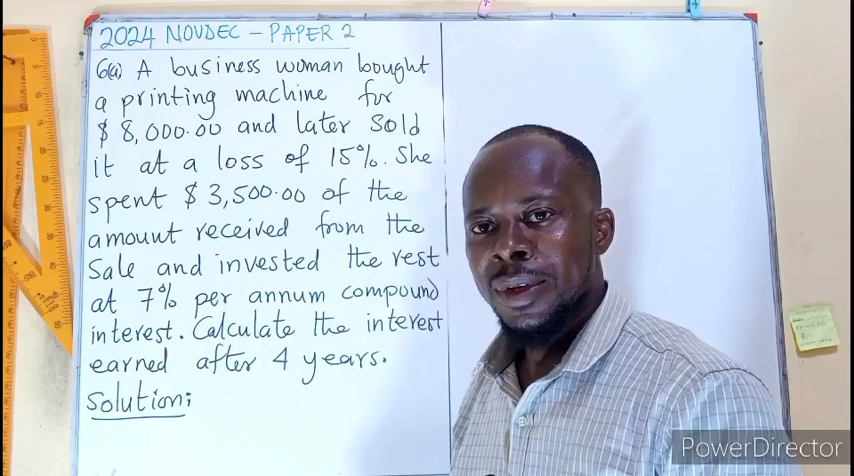 2024 NOVDEC - PAPER 2
6(a) A business woman bought
a printing machine for
$ 8,000.00 and later sold
it at a loss of 15%. She
spent $ 3,500.00 of the
amount received from the
sale and invested the rest
at 7% per annum compound
interest. Calculate the interest
earned after 4 years.
Solution;
PowerDirector